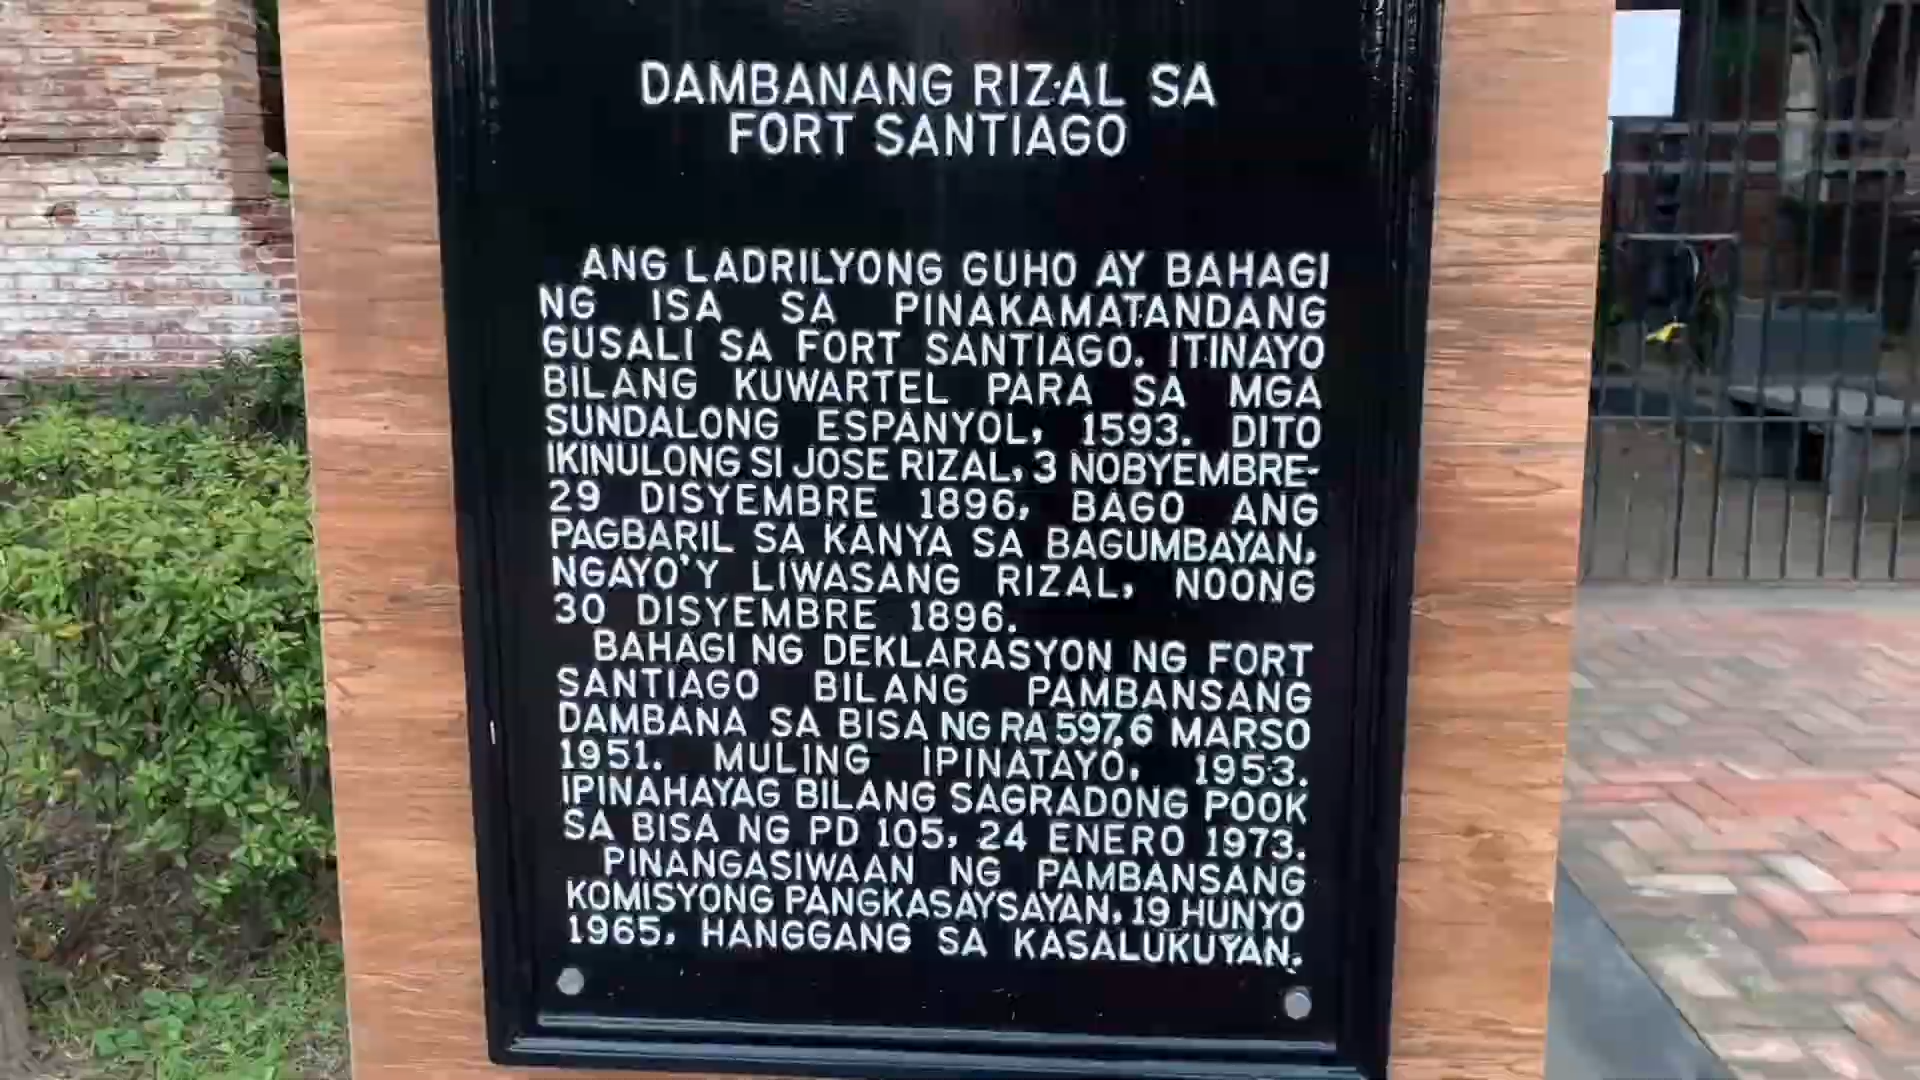 DAMBANANG RIZAL SA
FORT SANTIAGO
ANG LADRILYONG GUHO AY BAHAGI
NG ISA SA PINAKAMATANDANG
GUSALI SA FORT SANTIAGO. ITINAYO
BILANG KUWARTEL PARA SA MGA
SUNDALONG ESPANYOL, 1593. DITO
IKINULONG SI JOSE RIZAL, 3 NOBYEMBRE-
29 DISYEMBRE 1896, BAGO ANG
PAGBARIL SA KANYA SA BAGUMBAYAN,
NGAYO'Y LIWASANG RIZAL, NOONG
30 DISYEMBRE 1896.
BAHAGI NG DEKLARASYON NG FORT
SANTIAGO BILANG PAMBANSANG
DAMBANA SA BISA NG RA 597, 6 MARSO
1951. MULING IPINATAYO, 1953.
IPINAHAYAG BILANG SAGRADONG POOK
SA BISA NG PD 105, 24 ENERO 1973.
PINANGASIWAAN NG PAMBANSANG
KOMISYONG PANGKASAYSAYAN, 19 HUNYO
1965, HANGGANG SA KASALUKUYAN.